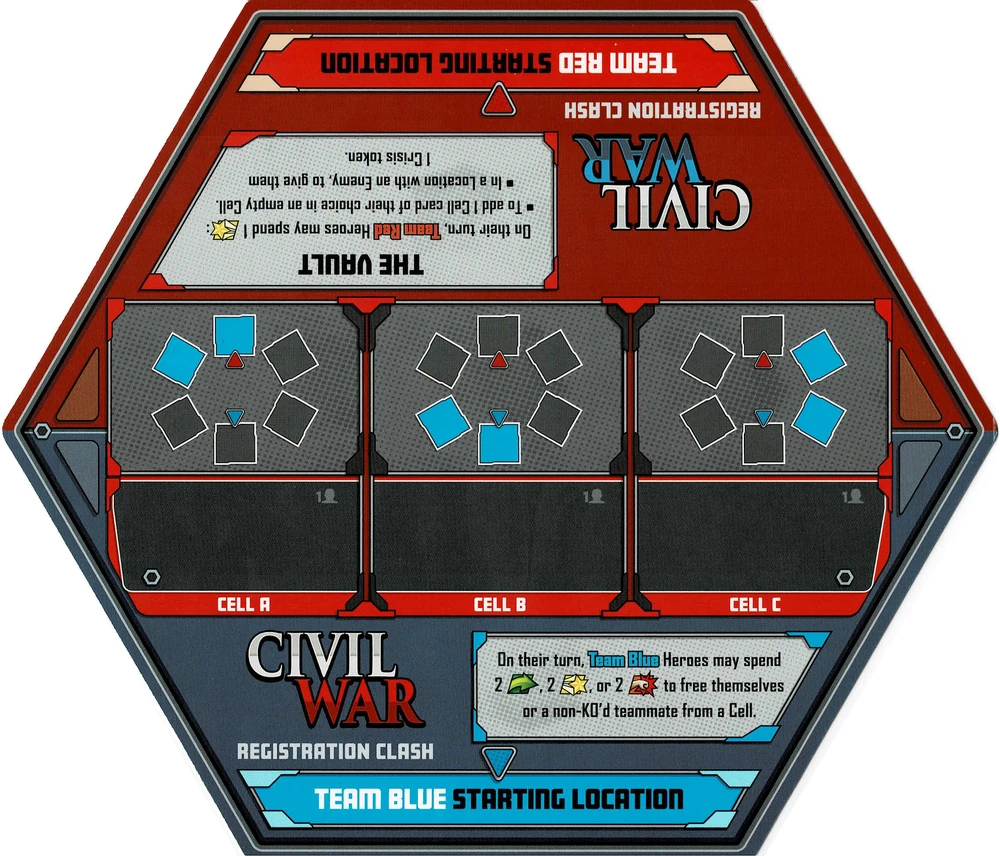 TEAM RED STARTING LOCATION
REGISTRATION CLASH
CIVIL
WAR
THE VAULT
On their turn, Team Red Heroes may spend 1 :
▪ To add 1 Cell card of their choice in an empty Cell.
▪ In a Location with an Enemy, to give them
1 Crisis token.
1
1
1
CELL A
CELL B
CELL C
CIVIL
WAR
REGISTRATION CLASH
On their turn, Team Blue Heroes may spend
2 , 2 , or 2 to free themselves
or a non-KO'd teammate from a Cell.
TEAM BLUE STARTING LOCATION